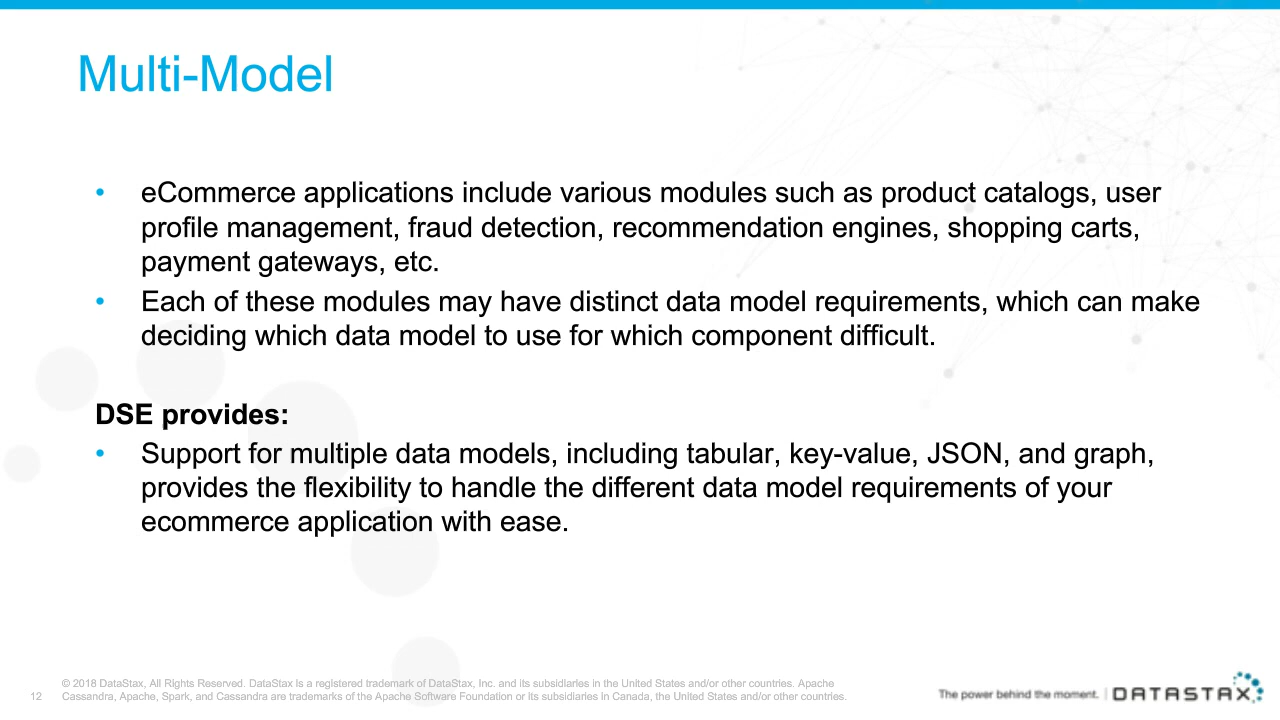 Multi-Model
• eCommerce applications include various modules such as product catalogs, user
profile management, fraud detection, recommendation engines, shopping carts,
payment gateways, etc.
• Each of these modules may have distinct data model requirements, which can make
deciding which data model to use for which component difficult.
DSE provides:
• Support for multiple data models, including tabular, key-value, JSON, and graph,
provides the flexibility to handle the different data model requirements of your
ecommerce application with ease.
12
© 2018 DataStax, All Rights Reserved. DataStax is a registered trademark of DataStax, Inc. and its subsidiaries in the United States and/or other countries. Apache
Cassandra, Apache, Spark, and Cassandra are trademarks of the Apache Software Foundation or its subsidiaries in Canada, the United States and/or other countries.
The power behind the moment. | DATASTAX